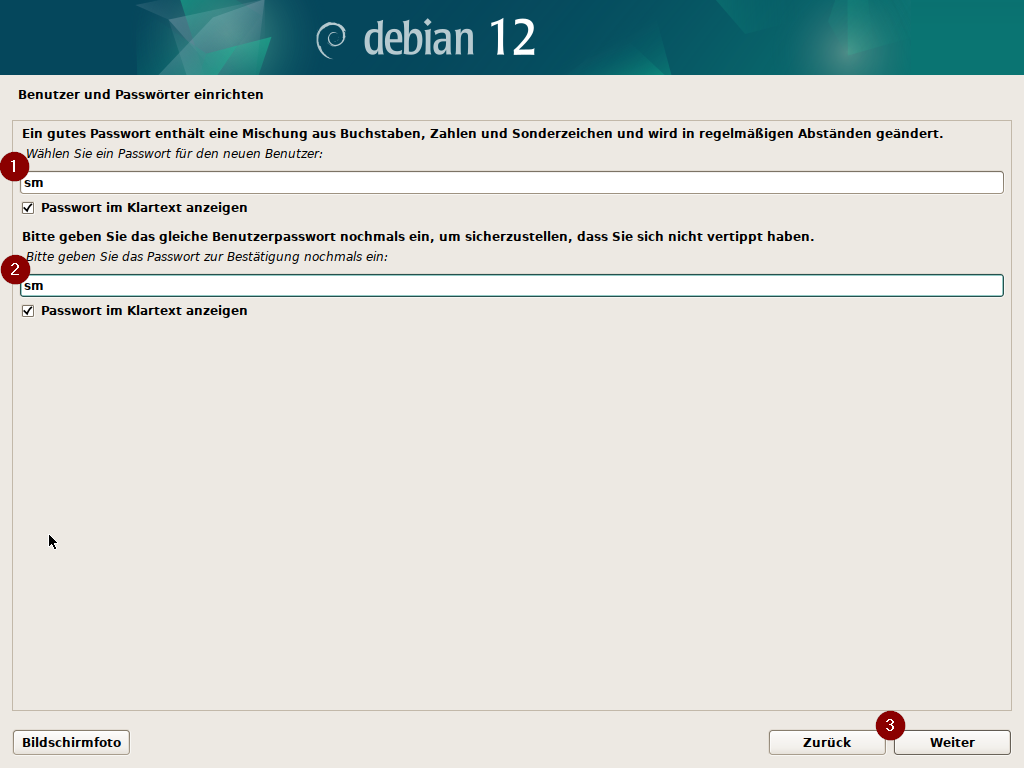 debian 12
Benutzer und Passwörter einrichten
Ein gutes Passwort enthält eine Mischung aus Buchstaben, Zahlen und Sonderzeichen und wird in regelmäßigen Abständen geändert.
Wählen Sie ein Passwort für den neuen Benutzer:
1
sm
Passwort im Klartext anzeigen
Bitte geben Sie das gleiche Benutzerpasswort nochmals ein, um sicherzustellen, dass Sie sich nicht vertippt haben.
Bitte geben Sie das Passwort zur Bestätigung nochmals ein:
2
sm
Passwort im Klartext anzeigen
3
Bildschirmfoto Zurück Weiter